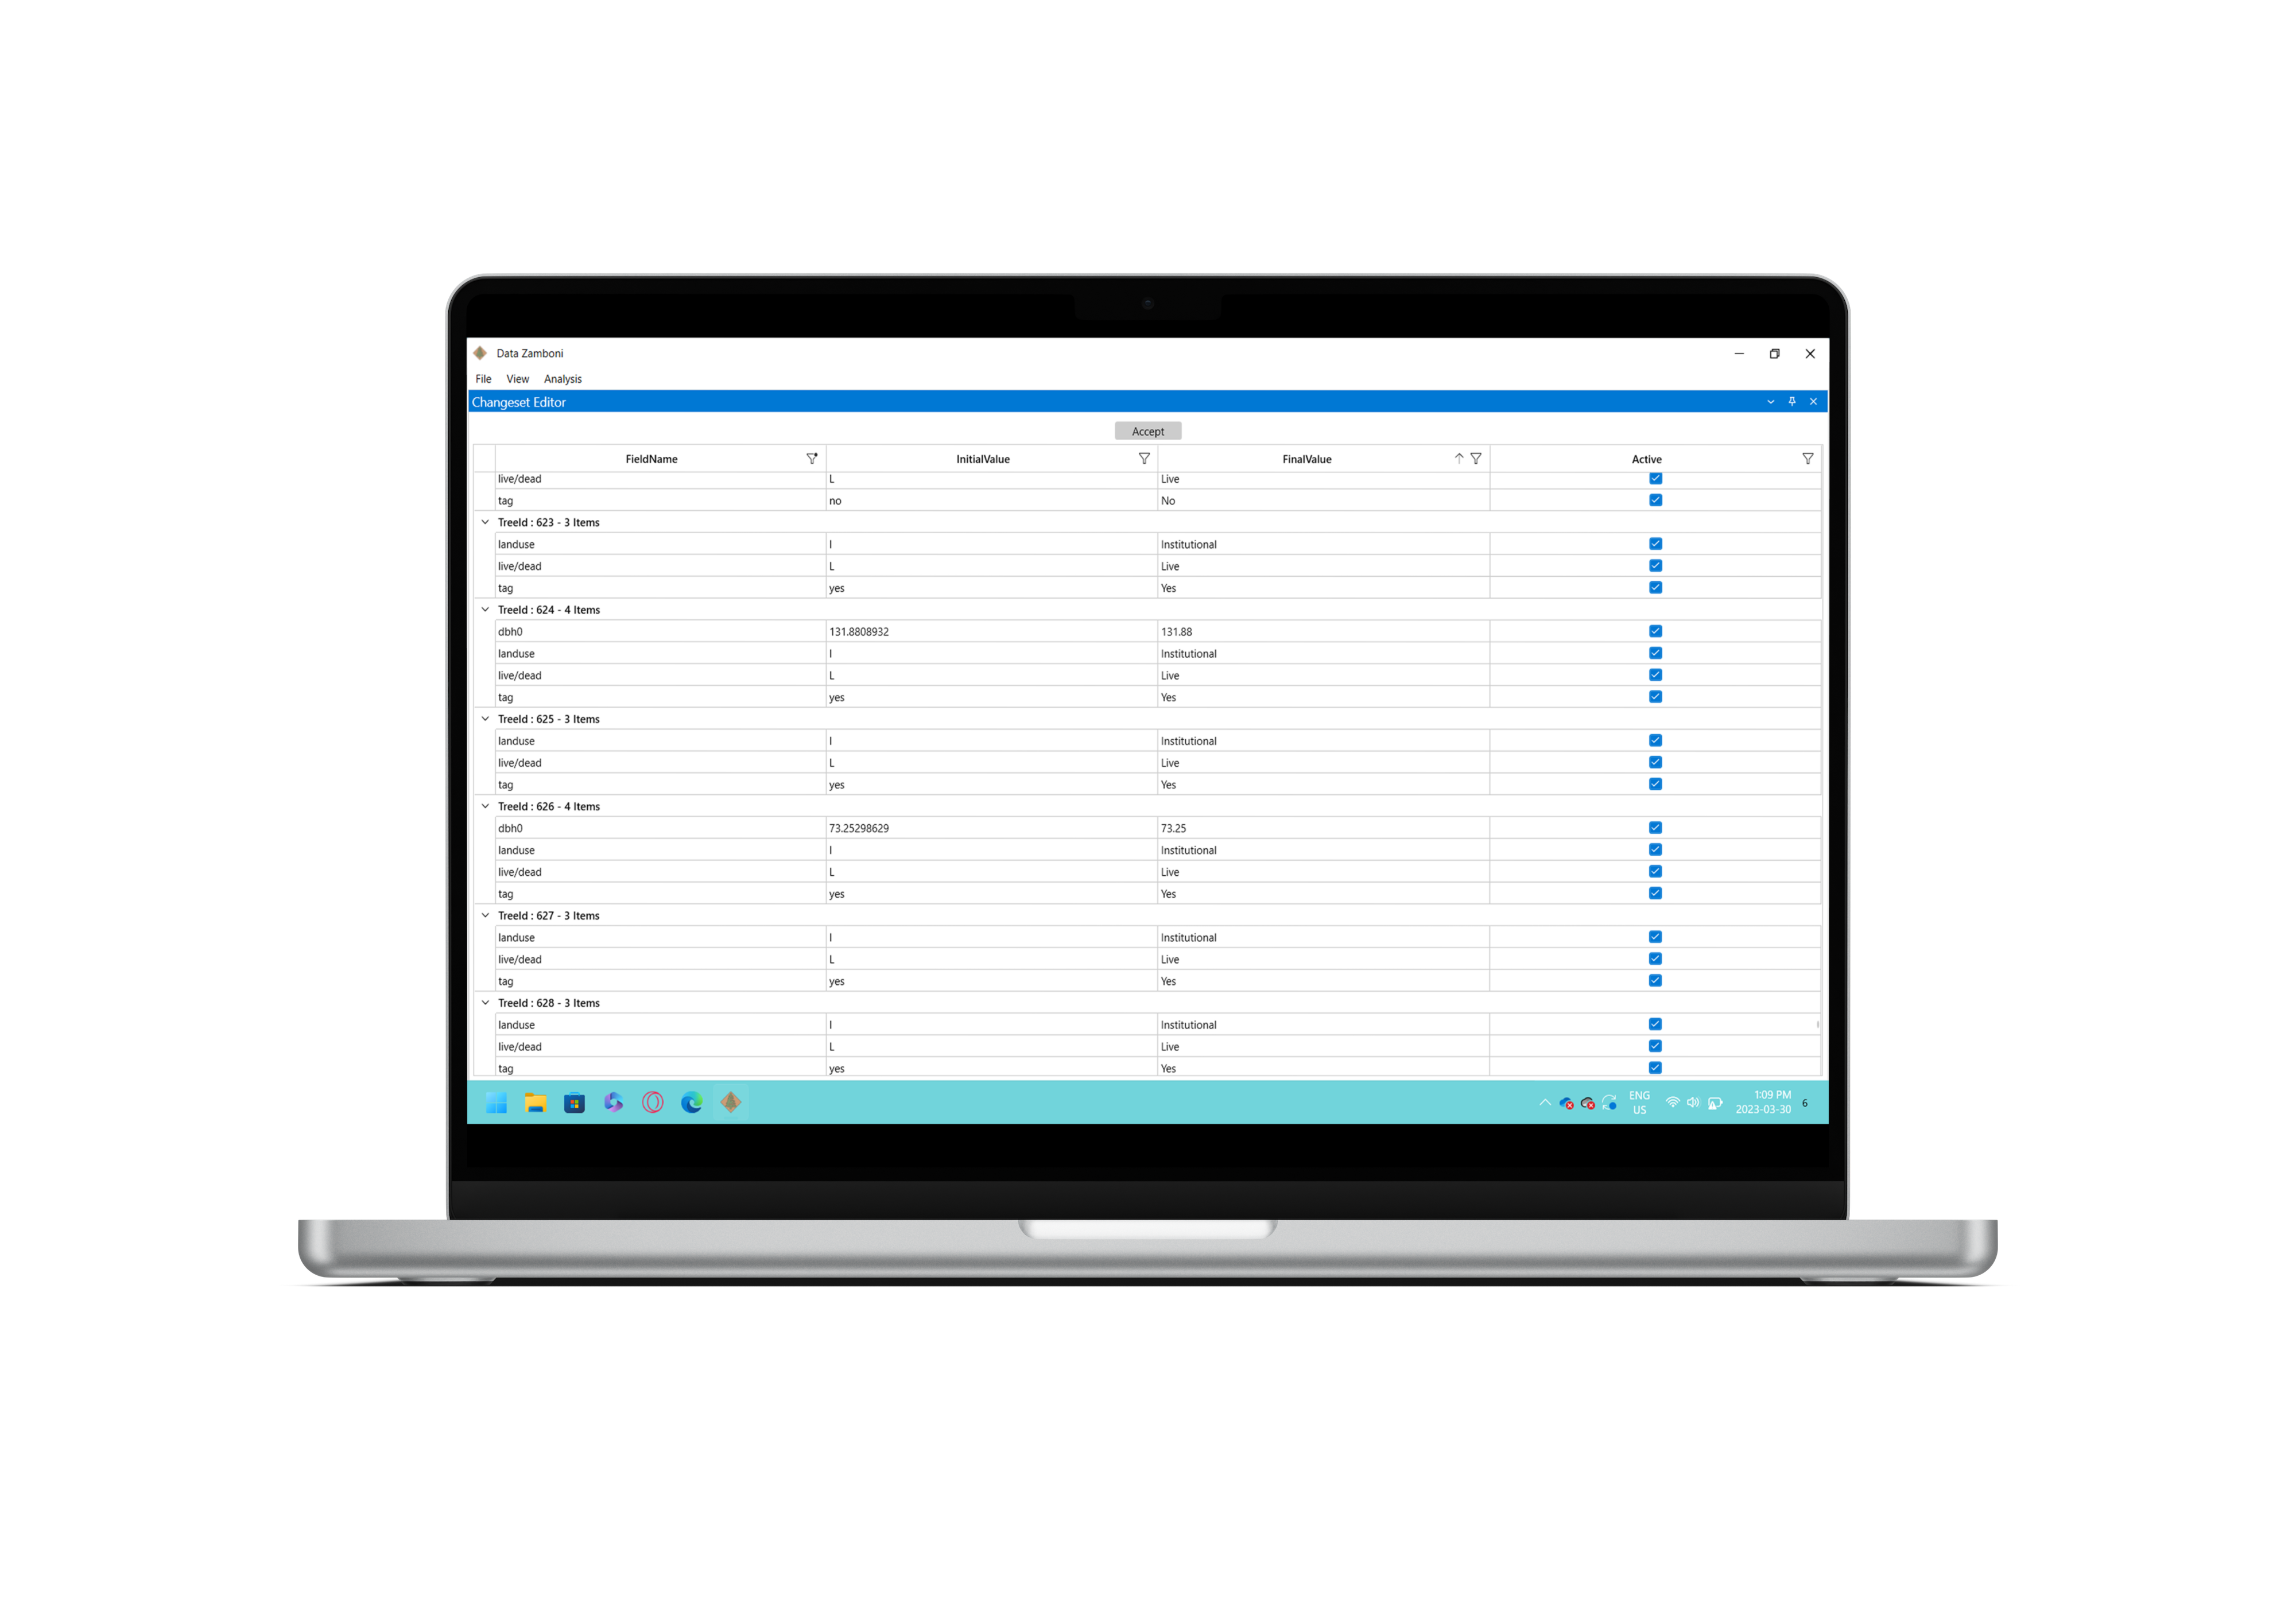 Data Zamboni
File View Analysis
Changeset Editor
Accept
FieldName InitialValue FinalValue Active
live/dead L Live
tag no No
TreeId : 623 - 3 Items
landuse I Institutional
live/dead L Live
tag yes Yes
TreeId : 624 - 4 Items
dbh0 131.8808932 131.88
landuse I Institutional
live/dead L Live
tag yes Yes
TreeId : 625 - 3 Items
landuse I Institutional
live/dead L Live
tag yes Yes
TreeId : 626 - 4 Items
dbh0 73.25298629 73.25
landuse I Institutional
live/dead L Live
tag yes Yes
TreeId : 627 - 3 Items
landuse I Institutional
live/dead L Live
tag yes Yes
TreeId : 628 - 3 Items
landuse I Institutional
live/dead L Live
tag yes Yes
ENG 1:09 PM
US 2023-03-30 6